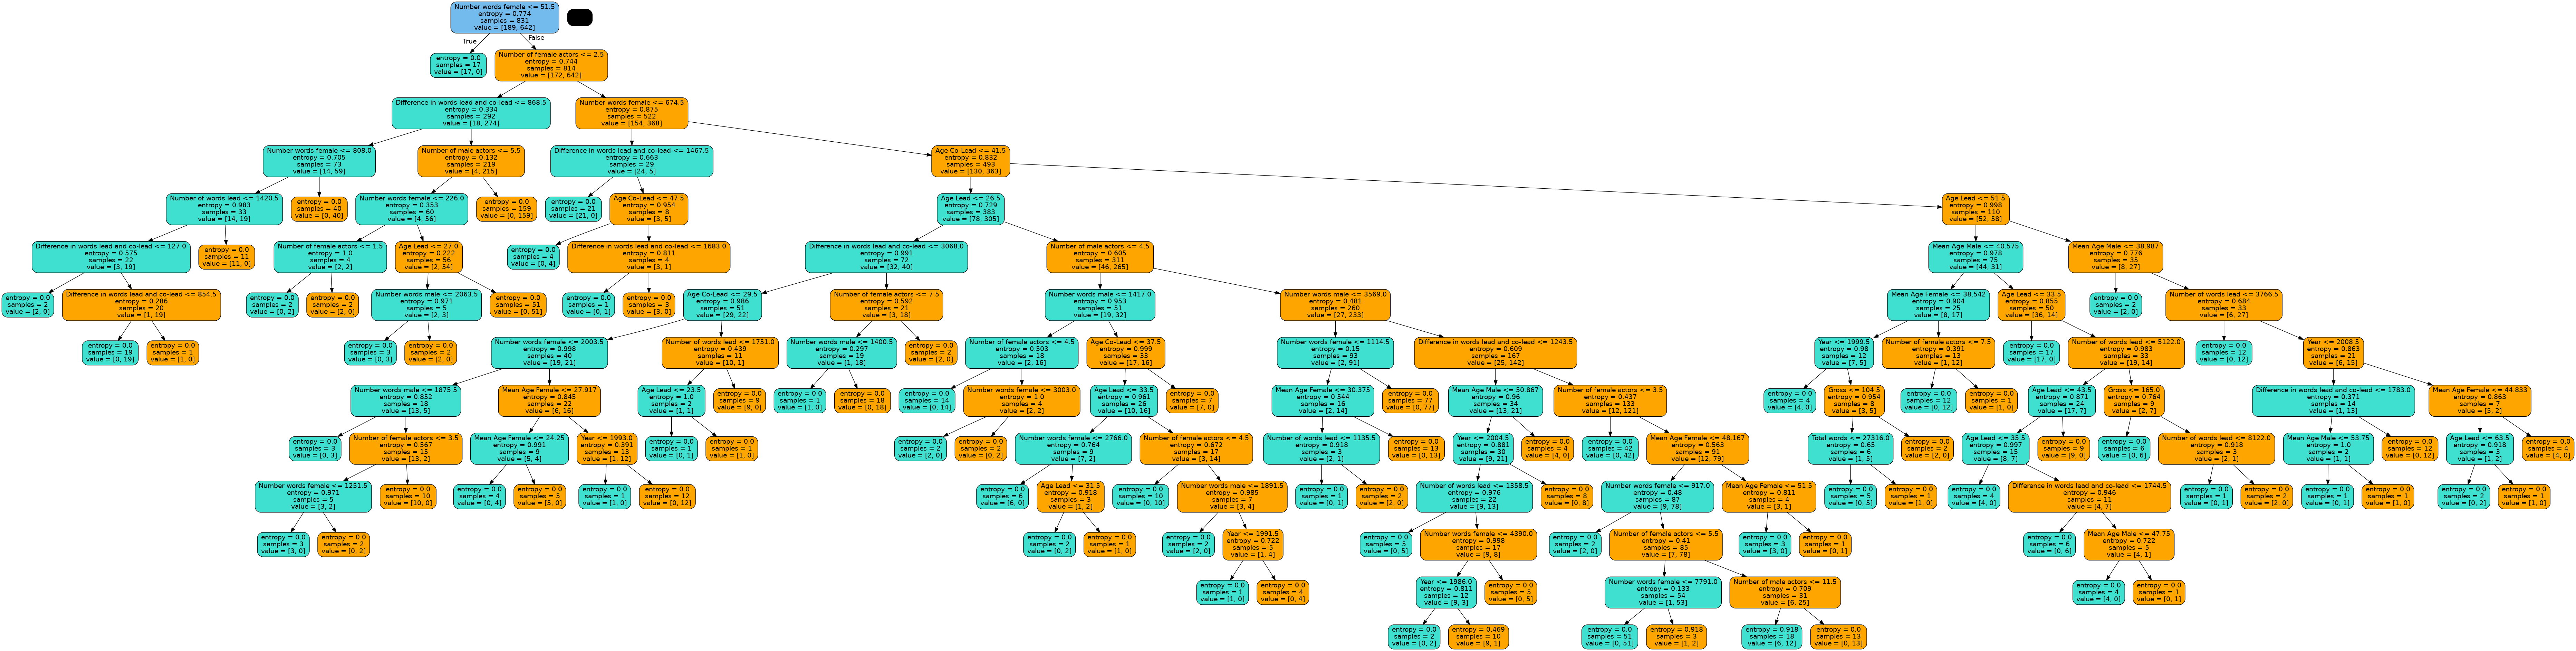 Number words female <= 51.5
entropy = 0.774
samples = 831
value = [189, 642]
True
False
entropy = 0.0
samples = 17
value = [17, 0]
Number of female actors <= 2.5
entropy = 0.744
samples = 814
value = [172, 642]
Difference in words lead and co-lead <= 868.5
entropy = 0.334
samples = 292
value = [18, 274]
Number words female <= 674.5
entropy = 0.875
samples = 522
value = [154, 368]
Number words female <= 808.0
entropy = 0.705
samples = 73
value = [14, 59]
Number of male actors <= 5.5
entropy = 0.132
samples = 219
value = [4, 215]
Difference in words lead and co-lead <= 1467.5
entropy = 0.663
samples = 29
value = [24, 5]
Age Co-Lead <= 41.5
entropy = 0.832
samples = 493
value = [130, 363]
Number of words lead <= 1420.5
entropy = 0.983
samples = 33
value = [14, 19]
entropy = 0.0
samples = 40
value = [0, 40]
Number words female <= 226.0
entropy = 0.353
samples = 60
value = [4, 56]
entropy = 0.0
samples = 159
value = [0, 159]
entropy = 0.0
samples = 21
value = [21, 0]
Age Co-Lead <= 47.5
entropy = 0.954
samples = 8
value = [3, 5]
Age Lead <= 26.5
entropy = 0.729
samples = 383
value = [78, 305]
Age Lead <= 51.5
entropy = 0.998
samples = 110
value = [52, 58]
Difference in words lead and co-lead <= 127.0
entropy = 0.575
samples = 22
value = [3, 19]
entropy = 0.0
samples = 11
value = [11, 0]
Number of female actors <= 1.5
entropy = 1.0
samples = 4
value = [2, 2]
Age Lead <= 27.0
entropy = 0.222
samples = 56
value = [2, 54]
entropy = 0.0
samples = 4
value = [0, 4]
Difference in words lead and co-lead <= 1683.0
entropy = 0.811
samples = 4
value = [3, 1]
Difference in words lead and co-lead <= 3068.0
entropy = 0.991
samples = 72
value = [32, 40]
Number of male actors <= 4.5
entropy = 0.605
samples = 311
value = [46, 265]
Mean Age Male <= 40.575
entropy = 0.978
samples = 75
value = [44, 31]
Mean Age Male <= 38.987
entropy = 0.776
samples = 35
value = [8, 27]
entropy = 0.0
samples = 2
value = [2, 0]
Difference in words lead and co-lead <= 854.5
entropy = 0.286
samples = 20
value = [1, 19]
entropy = 0.0
samples = 2
value = [0, 2]
entropy = 0.0
samples = 2
value = [2, 0]
Number words male <= 2063.5
entropy = 0.971
samples = 5
value = [2, 3]
entropy = 0.0
samples = 51
value = [0, 51]
entropy = 0.0
samples = 1
value = [0, 1]
entropy = 0.0
samples = 3
value = [3, 0]
Age Co-Lead <= 29.5
entropy = 0.986
samples = 51
value = [29, 22]
Number of female actors <= 7.5
entropy = 0.592
samples = 21
value = [3, 18]
Number words male <= 1417.0
entropy = 0.953
samples = 51
value = [19, 32]
Number words male <= 3569.0
entropy = 0.481
samples = 260
value = [27, 233]
Mean Age Female <= 38.542
entropy = 0.904
samples = 25
value = [8, 17]
Age Lead <= 33.5
entropy = 0.855
samples = 50
value = [36, 14]
entropy = 0.0
samples = 2
value = [2, 0]
Number of words lead <= 3766.5
entropy = 0.684
samples = 33
value = [6, 27]
entropy = 0.0
samples = 19
value = [0, 19]
entropy = 0.0
samples = 1
value = [1, 0]
entropy = 0.0
samples = 3
value = [0, 3]
entropy = 0.0
samples = 2
value = [2, 0]
Number words female <= 2003.5
entropy = 0.998
samples = 40
value = [19, 21]
Number of words lead <= 1751.0
entropy = 0.439
samples = 11
value = [10, 1]
Number words male <= 1400.5
entropy = 0.297
samples = 19
value = [1, 18]
entropy = 0.0
samples = 2
value = [2, 0]
Number of female actors <= 4.5
entropy = 0.503
samples = 18
value = [2, 16]
Age Co-Lead <= 37.5
entropy = 0.999
samples = 33
value = [17, 16]
Number words female <= 1114.5
entropy = 0.15
samples = 93
value = [2, 91]
Difference in words lead and co-lead <= 1243.5
entropy = 0.609
samples = 167
value = [25, 142]
Year <= 1999.5
entropy = 0.98
samples = 12
value = [7, 5]
Number of female actors <= 7.5
entropy = 0.391
samples = 13
value = [1, 12]
entropy = 0.0
samples = 17
value = [17, 0]
Number of words lead <= 5122.0
entropy = 0.983
samples = 33
value = [19, 14]
entropy = 0.0
samples = 12
value = [0, 12]
Year <= 2008.5
entropy = 0.863
samples = 21
value = [6, 15]
Number words male <= 1875.5
entropy = 0.852
samples = 18
value = [13, 5]
Mean Age Female <= 27.917
entropy = 0.845
samples = 22
value = [6, 16]
Age Lead <= 23.5
entropy = 1.0
samples = 2
value = [1, 1]
entropy = 0.0
samples = 9
value = [9, 0]
entropy = 0.0
samples = 1
value = [1, 0]
entropy = 0.0
samples = 18
value = [0, 18]
entropy = 0.0
samples = 14
value = [0, 14]
Number words female <= 3003.0
entropy = 1.0
samples = 4
value = [2, 2]
Age Lead <= 33.5
entropy = 0.961
samples = 26
value = [10, 16]
entropy = 0.0
samples = 7
value = [7, 0]
Mean Age Female <= 30.375
entropy = 0.544
samples = 16
value = [2, 14]
entropy = 0.0
samples = 77
value = [0, 77]
Mean Age Male <= 50.867
entropy = 0.96
samples = 34
value = [13, 21]
Number of female actors <= 3.5
entropy = 0.437
samples = 133
value = [12, 121]
entropy = 0.0
samples = 4
value = [4, 0]
Gross <= 104.5
entropy = 0.954
samples = 8
value = [3, 5]
entropy = 0.0
samples = 12
value = [0, 12]
entropy = 0.0
samples = 1
value = [1, 0]
Age Lead <= 43.5
entropy = 0.871
samples = 24
value = [17, 7]
Gross <= 165.0
entropy = 0.764
samples = 9
value = [2, 7]
Difference in words lead and co-lead <= 1783.0
entropy = 0.371
samples = 14
value = [1, 13]
Mean Age Female <= 44.833
entropy = 0.863
samples = 7
value = [5, 2]
entropy = 0.0
samples = 3
value = [0, 3]
Number of female actors <= 3.5
entropy = 0.567
samples = 15
value = [13, 2]
Mean Age Female <= 24.25
entropy = 0.991
samples = 9
value = [5, 4]
Year <= 1993.0
entropy = 0.391
samples = 13
value = [1, 12]
entropy = 0.0
samples = 1
value = [0, 1]
entropy = 0.0
samples = 1
value = [1, 0]
entropy = 0.0
samples = 2
value = [2, 0]
entropy = 0.0
samples = 2
value = [0, 2]
Number words female <= 2766.0
entropy = 0.764
samples = 9
value = [7, 2]
Number of female actors <= 4.5
entropy = 0.672
samples = 17
value = [3, 14]
Number of words lead <= 1135.5
entropy = 0.918
samples = 3
value = [2, 1]
entropy = 0.0
samples = 13
value = [0, 13]
Year <= 2004.5
entropy = 0.881
samples = 30
value = [9, 21]
entropy = 0.0
samples = 4
value = [4, 0]
entropy = 0.0
samples = 42
value = [0, 42]
Mean Age Female <= 48.167
entropy = 0.563
samples = 91
value = [12, 79]
Total words <= 27316.0
entropy = 0.65
samples = 6
value = [1, 5]
entropy = 0.0
samples = 2
value = [2, 0]
Age Lead <= 35.5
entropy = 0.997
samples = 15
value = [8, 7]
entropy = 0.0
samples = 9
value = [9, 0]
entropy = 0.0
samples = 6
value = [0, 6]
Number of words lead <= 8122.0
entropy = 0.918
samples = 3
value = [2, 1]
Mean Age Male <= 53.75
entropy = 1.0
samples = 2
value = [1, 1]
entropy = 0.0
samples = 12
value = [0, 12]
Age Lead <= 63.5
entropy = 0.918
samples = 3
value = [1, 2]
entropy = 0.0
samples = 4
value = [4, 0]
Number words female <= 1251.5
entropy = 0.971
samples = 5
value = [3, 2]
entropy = 0.0
samples = 10
value = [10, 0]
entropy = 0.0
samples = 4
value = [0, 4]
entropy = 0.0
samples = 5
value = [5, 0]
entropy = 0.0
samples = 1
value = [1, 0]
entropy = 0.0
samples = 12
value = [0, 12]
entropy = 0.0
samples = 6
value = [6, 0]
Age Lead <= 31.5
entropy = 0.918
samples = 3
value = [1, 2]
entropy = 0.0
samples = 10
value = [0, 10]
Number words male <= 1891.5
entropy = 0.985
samples = 7
value = [3, 4]
entropy = 0.0
samples = 1
value = [0, 1]
entropy = 0.0
samples = 2
value = [2, 0]
Number of words lead <= 1358.5
entropy = 0.976
samples = 22
value = [9, 13]
entropy = 0.0
samples = 8
value = [0, 8]
Number words female <= 917.0
entropy = 0.48
samples = 87
value = [9, 78]
Mean Age Female <= 51.5
entropy = 0.811
samples = 4
value = [3, 1]
entropy = 0.0
samples = 5
value = [0, 5]
entropy = 0.0
samples = 1
value = [1, 0]
entropy = 0.0
samples = 4
value = [4, 0]
Difference in words lead and co-lead <= 1744.5
entropy = 0.946
samples = 11
value = [4, 7]
entropy = 0.0
samples = 1
value = [0, 1]
entropy = 0.0
samples = 2
value = [2, 0]
entropy = 0.0
samples = 1
value = [0, 1]
entropy = 0.0
samples = 1
value = [1, 0]
entropy = 0.0
samples = 2
value = [0, 2]
entropy = 0.0
samples = 1
value = [1, 0]
entropy = 0.0
samples = 3
value = [3, 0]
entropy = 0.0
samples = 2
value = [0, 2]
entropy = 0.0
samples = 2
value = [0, 2]
entropy = 0.0
samples = 1
value = [1, 0]
entropy = 0.0
samples = 2
value = [2, 0]
Year <= 1991.5
entropy = 0.722
samples = 5
value = [1, 4]
entropy = 0.0
samples = 5
value = [0, 5]
Number words female <= 4390.0
entropy = 0.998
samples = 17
value = [9, 8]
entropy = 0.0
samples = 2
value = [2, 0]
Number of female actors <= 5.5
entropy = 0.41
samples = 85
value = [7, 78]
entropy = 0.0
samples = 3
value = [3, 0]
entropy = 0.0
samples = 1
value = [0, 1]
entropy = 0.0
samples = 6
value = [0, 6]
Mean Age Male <= 47.75
entropy = 0.722
samples = 5
value = [4, 1]
entropy = 0.0
samples = 1
value = [1, 0]
entropy = 0.0
samples = 4
value = [0, 4]
Year <= 1986.0
entropy = 0.811
samples = 12
value = [9, 3]
entropy = 0.0
samples = 5
value = [0, 5]
Number words female <= 7791.0
entropy = 0.133
samples = 54
value = [1, 53]
Number of male actors <= 11.5
entropy = 0.709
samples = 31
value = [6, 25]
entropy = 0.0
samples = 4
value = [4, 0]
entropy = 0.0
samples = 1
value = [0, 1]
entropy = 0.0
samples = 2
value = [0, 2]
entropy = 0.469
samples = 10
value = [9, 1]
entropy = 0.0
samples = 51
value = [0, 51]
entropy = 0.918
samples = 3
value = [1, 2]
entropy = 0.918
samples = 18
value = [6, 12]
entropy = 0.0
samples = 13
value = [0, 13]